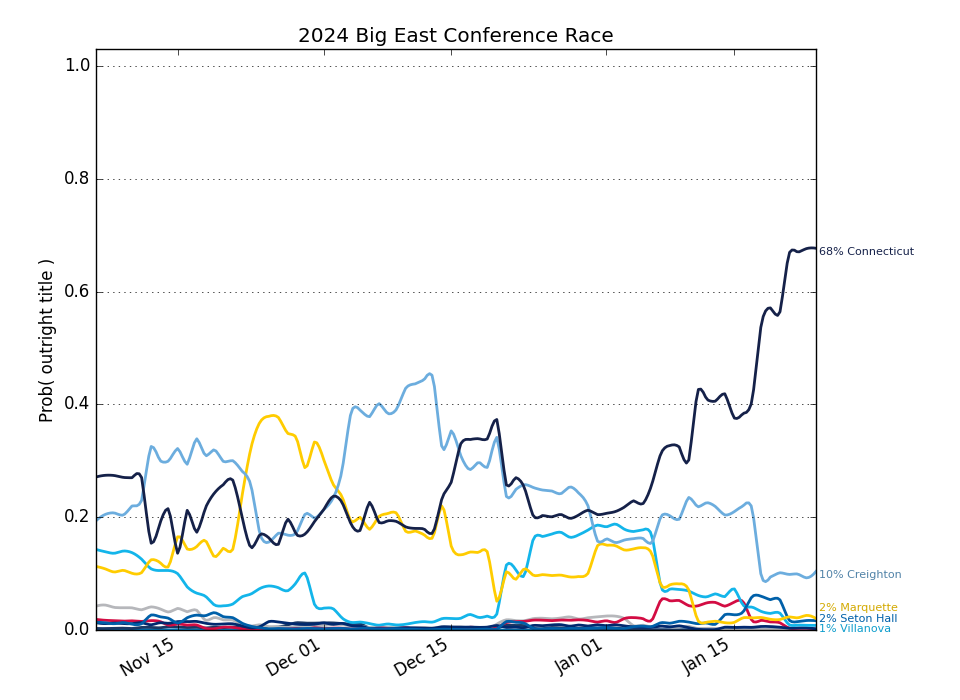 2024 Big East Conference Race
Prob( outright title )
1.0
0.8
0.6
0.4
0.2
0.0
Nov 15
Dec 01
Dec 15
Jan 01
Jan 15
68% Connecticut
10% Creighton
2% Marquette
2% Seton Hall
1% Villanova